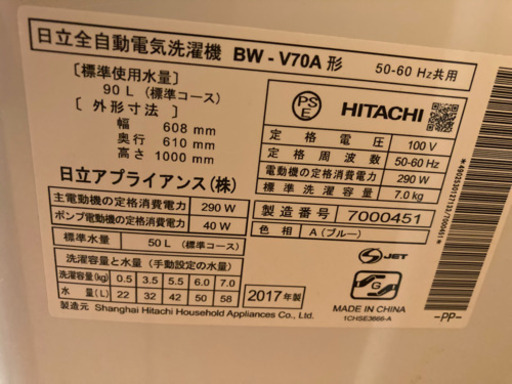 日立全自動電気洗濯機 BW-V70A形 50-60 Hz共用
〔標準使用水量〕
90L（標準コース）
〔外形寸法〕
幅 608 mm
奥行 610 mm
高さ 1000 mm
日立アプライアンス(株)
PS
E
HITACHI
定格電圧 100 V
定格周波数 50-60 Hz
電動機の定格消費電力 290 W
標準洗濯容量 7.0kg
主電動機の定格消費電力 290 W
ポンプ電動機の定格消費電力 40 W
製造番号 7000451
標準水量 50L（標準コース）
色相 A（ブルー）
洗濯容量と水量（手動設定の水量）
洗濯容量(kg) 0.5 3.5 5.5 6.0 7.0
水量(L) 22 32 42 50 58
2017年製
S JET
G
MADE IN CHINA
1CHSE3666-A
製造元 Shanghai Hitachi Household Appliances Co., Ltd.
-PP-